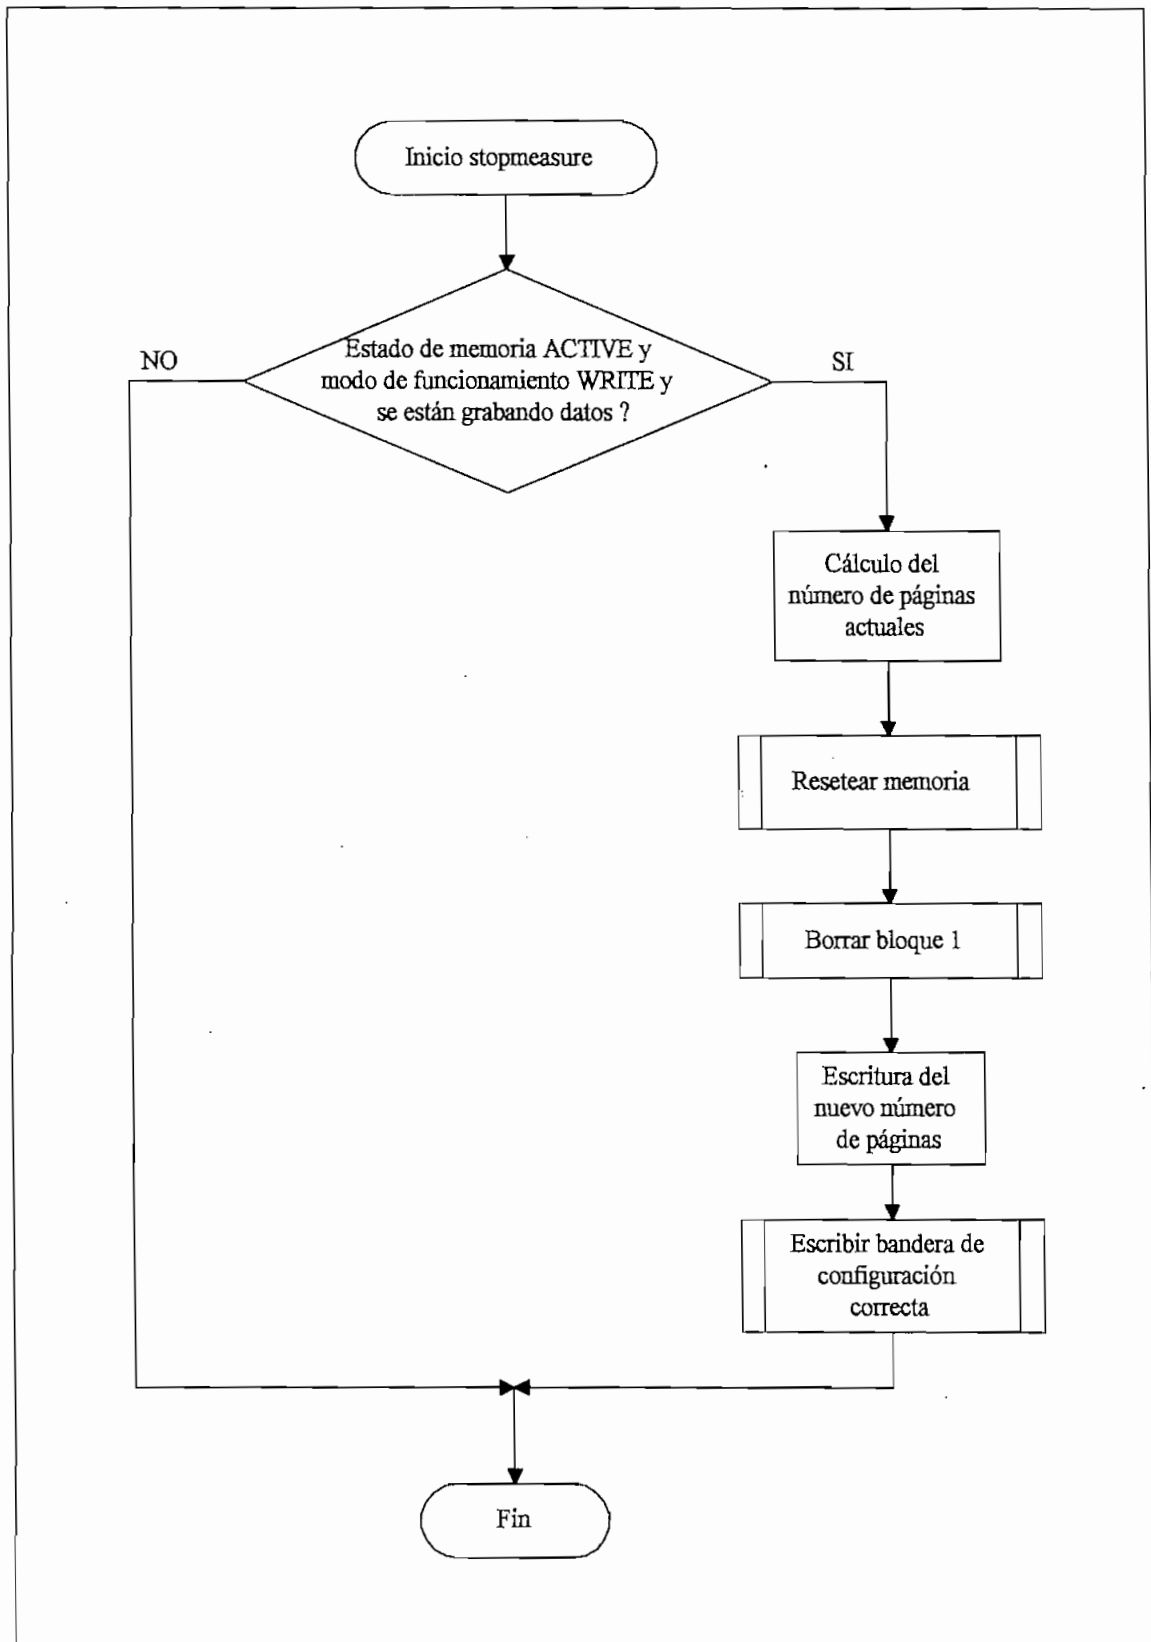 Inicio stopmeasure
Estado de memoria ACTIVE y
modo de funcionamiento WRITE y
se están grabando datos ?
NO
SI
Cálculo del
número de páginas
actuales
Resetear memoria
Borrar bloque 1
Escritura del
nuevo número
de páginas
Escribir bandera de
configuración
correcta
Fin